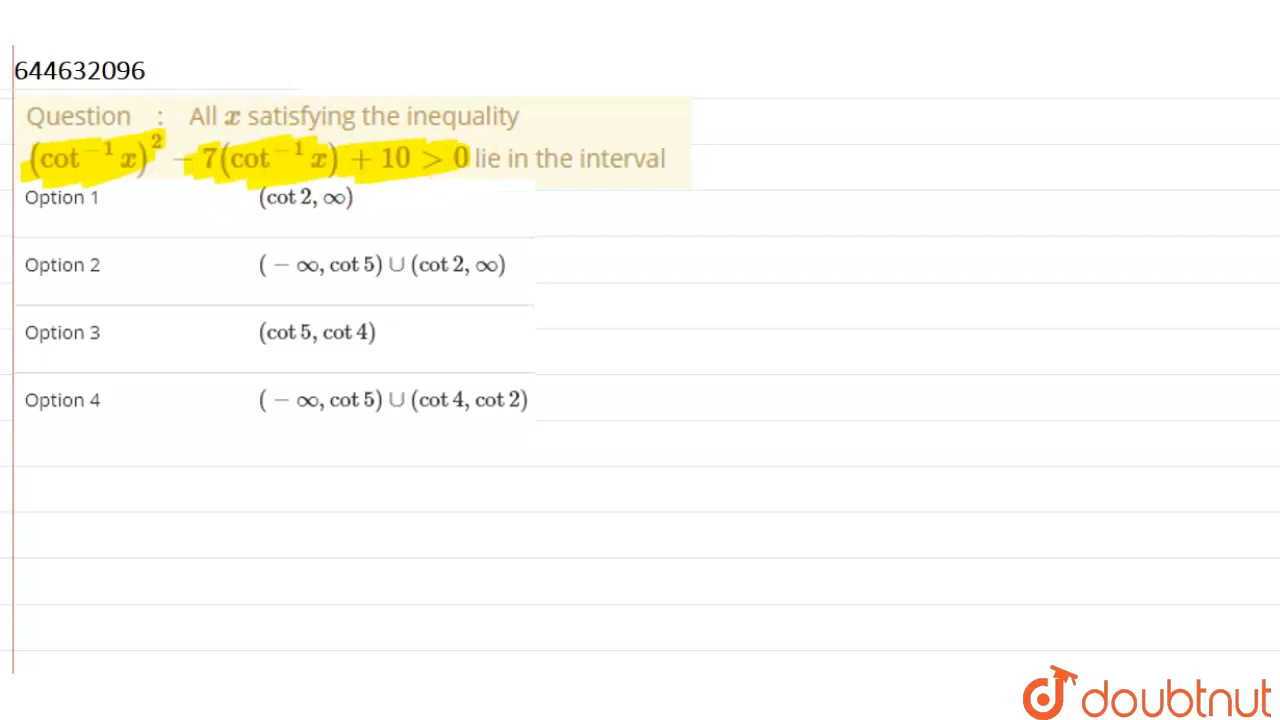 644632096
Question : All x satisfying the inequality
(cot⁻¹ x)² − 7(cot⁻¹ x) + 10 > 0 lie in the interval
Option 1 (cot 2, ∞)
Option 2 (− ∞, cot 5) ∪ (cot 2, ∞)
Option 3 (cot 5, cot 4)
Option 4 (− ∞, cot 5) ∪ (cot 4, cot 2)
doubtnut